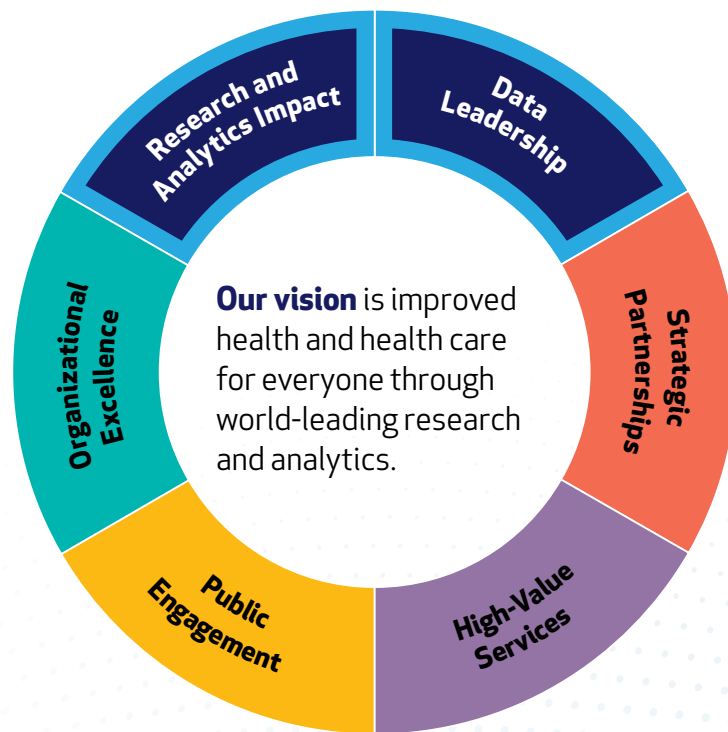 Research and
Analytics Impact
Data
Leadership
Strategic
Partnerships
High-Value
Services
Public
Engagement
Organizational
Excellence
Our vision is improved
health and health care
for everyone through
world-leading research
and analytics.